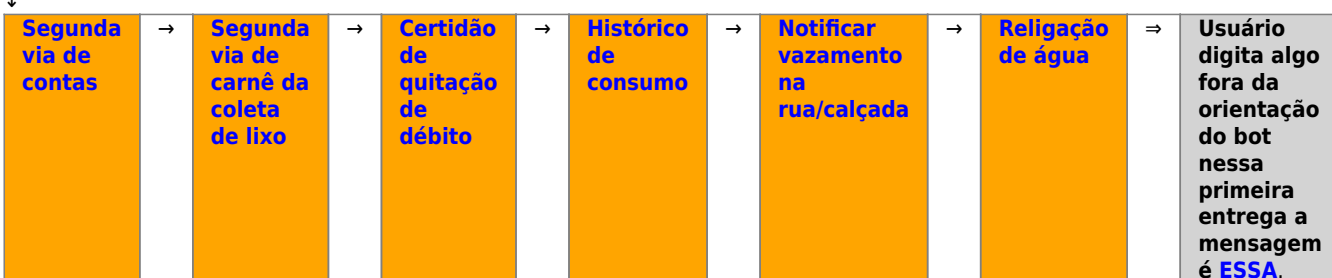 ↓
Segunda
via de
contas
→
Segunda
via de
carnê da
coleta
de lixo
→
Certidão
de
quitação
de
débito
→
Histórico
de
consumo
→
Notificar
vazamento
na
rua/calçada
→
Religação
de água
⇒
Usuário
digita algo
fora da
orientação
do bot
nessa
primeira
entrega a
mensagem
é ESSA.